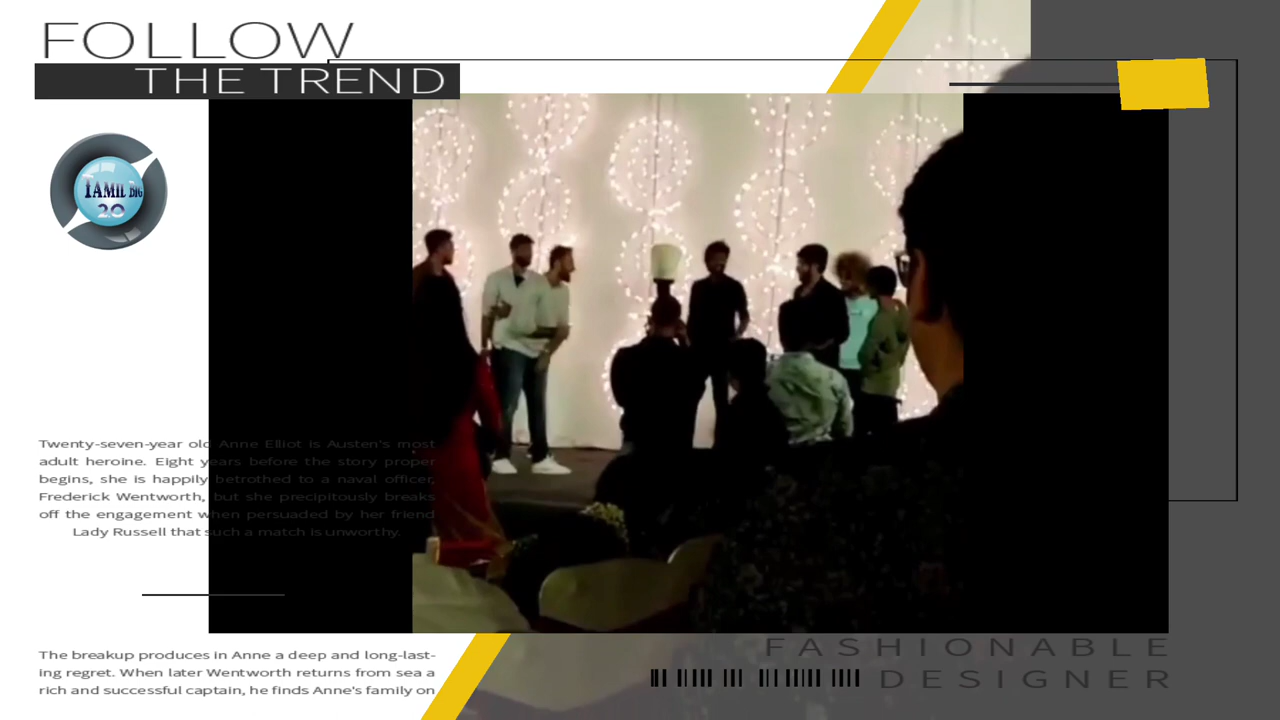 FOLLOW
THE TREND
TAMIL BIG
2.0
Twenty-seven-year old Anne Elliot is Austen's most
adult heroine. Eight years before the story proper
begins, she is happily betrothed to a naval officer,
Frederick Wentworth, but she precipitously breaks
off the engagement when persuaded by her friend
Lady Russell that such a match is unworthy.
The breakup produces in Anne a deep and long-last-
ing regret. When later Wentworth returns from sea a
rich and successful captain, he finds Anne's family on
FASHIONABLE
DESIGNER